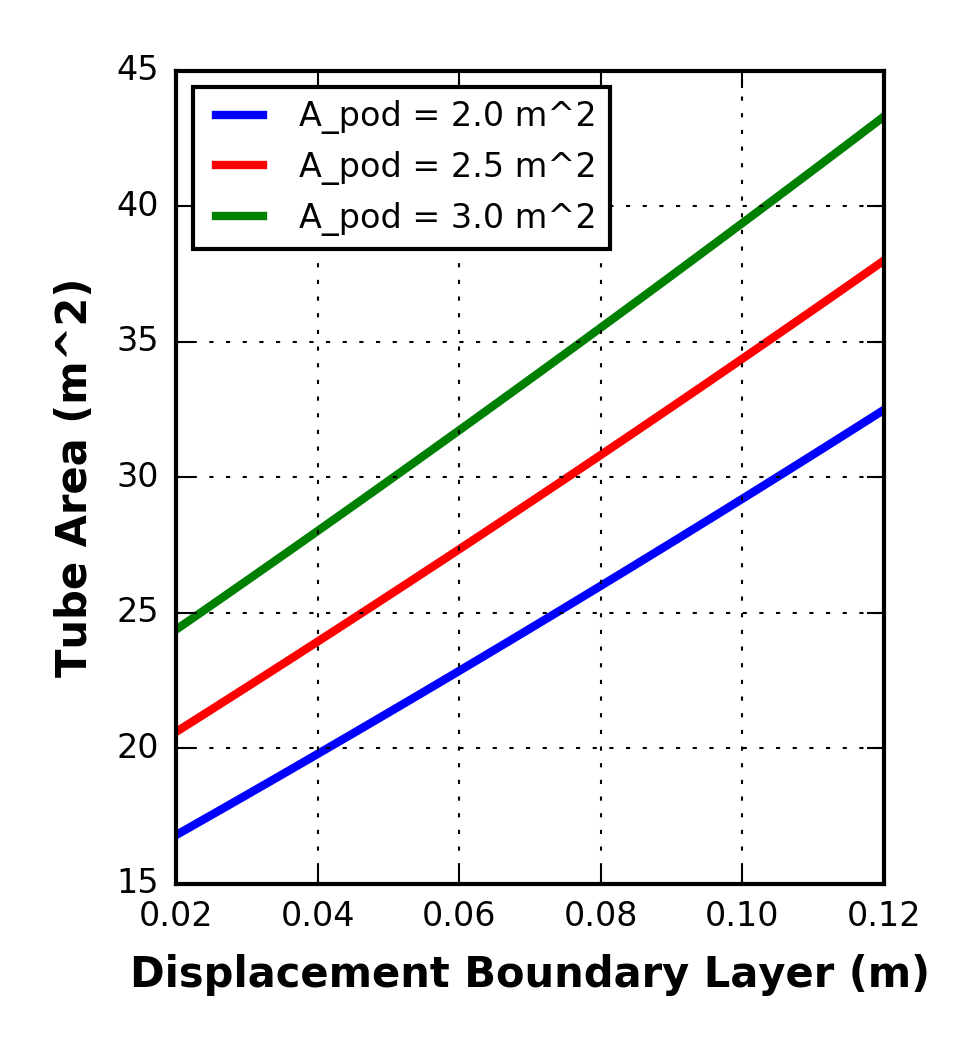 45
40
35
30
25
20
15
Tube Area (m^2)
A_pod = 2.0 m^2
A_pod = 2.5 m^2
A_pod = 3.0 m^2
0.02 0.04 0.06 0.08 0.10 0.12
Displacement Boundary Layer (m)